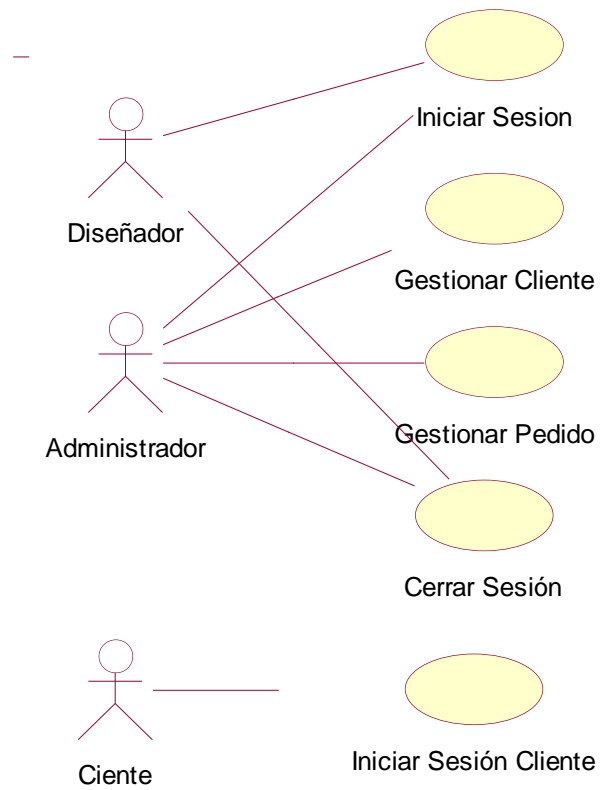 Iniciar Sesion
Diseñador
Gestionar Cliente
Gestionar Pedido
Administrador
Cerrar Sesión
Iniciar Sesión Cliente
Ciente